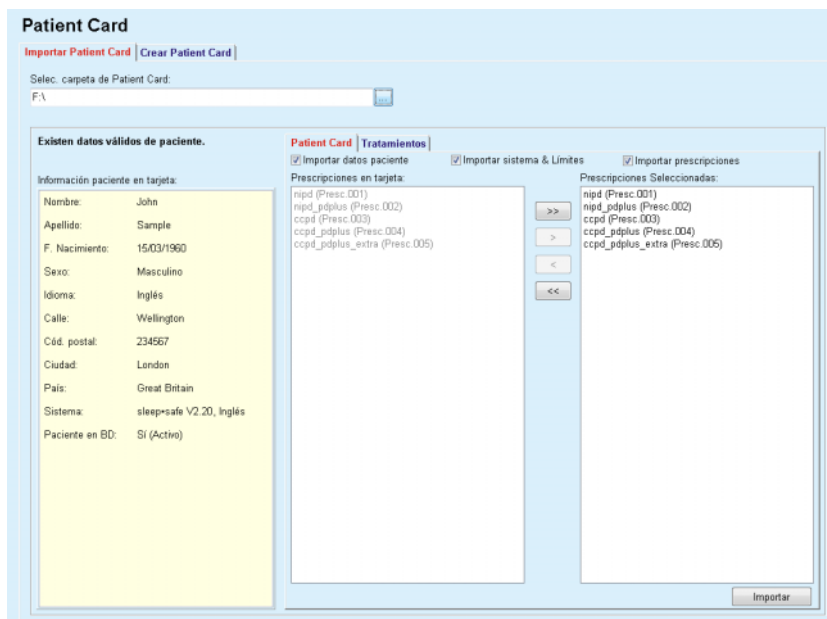 Patient Card
Importar Patient Card Crear Patient Card
Selec. carpeta de Patient Card:
F:\
...
Existen datos válidos de paciente.
Información paciente en tarjeta:
Nombre: John
Apellido: Sample
F. Nacimiento: 15/03/1960
Sexo: Masculino
Idioma: Inglés
Calle: Wellington
Cód. postal: 234567
Ciudad: London
País: Great Britain
Sistema: sleep•safe V2.20, Inglés
Paciente en BD: Sí (Activo)
Patient Card Tratamientos
Importar datos paciente Importar sistema & Límites Importar prescripciones
Prescripciones en tarjeta:
nipd (Presc.001)
nipd_pdplus (Presc.002)
ccpd (Presc.003)
ccpd_pdplus (Presc.004)
ccpd_pdplus_extra (Presc.005)
>>
>
<
<<
Prescripciones Seleccionadas:
nipd (Presc.001)
nipd_pdplus (Presc.002)
ccpd (Presc.003)
ccpd_pdplus (Presc.004)
ccpd_pdplus_extra (Presc.005)
Importar